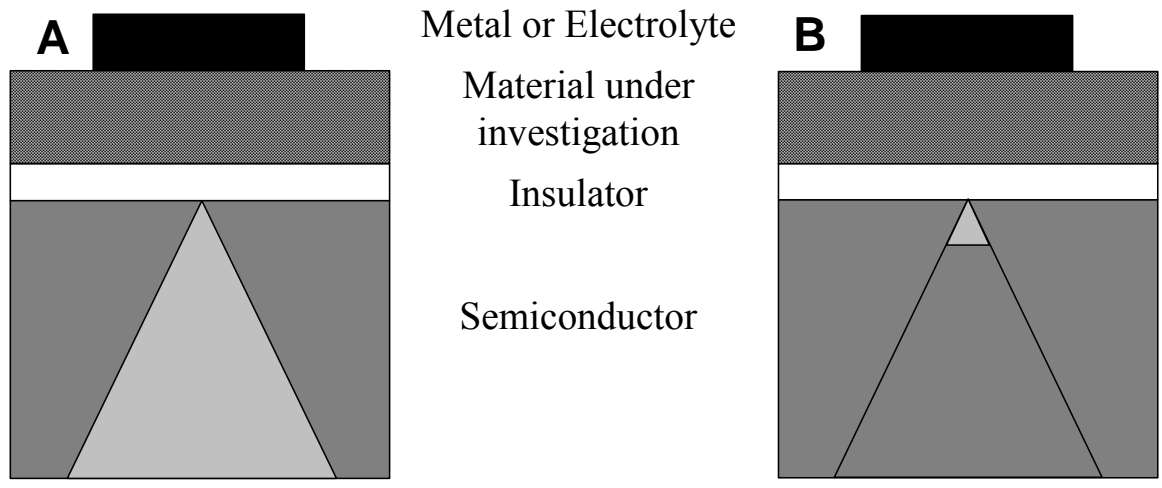 A
Metal or Electrolyte
B
Material under
investigation
Insulator
Semiconductor